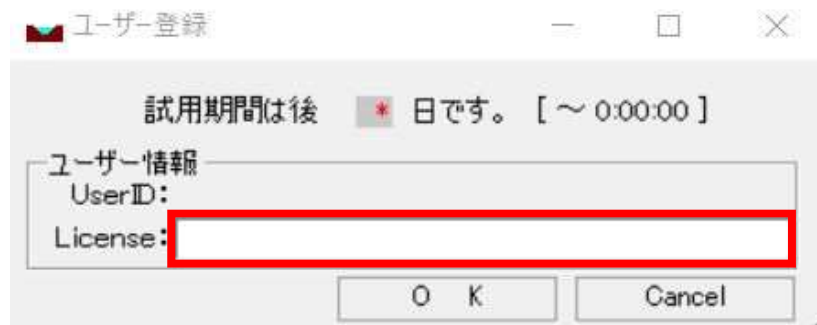 ユーザー登録
試用期間は後 * 日です。 [ ～ 0:00:00 ]
ユーザー情報
UserID:
License:
O K Cancel